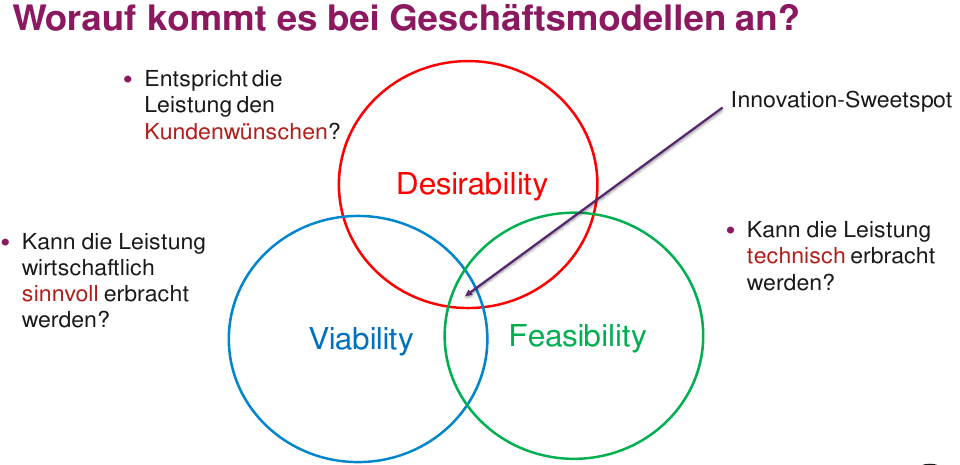 Worauf kommt es bei Geschäftsmodellen an?
• Entspricht die
Leistung den
Kundenwünschen?
Innovation-Sweetspot
Desirability
• Kann die Leistung
wirtschaftlich
sinnvoll erbracht
werden?
• Kann die Leistung
technisch erbracht
werden?
Viability
Feasibility